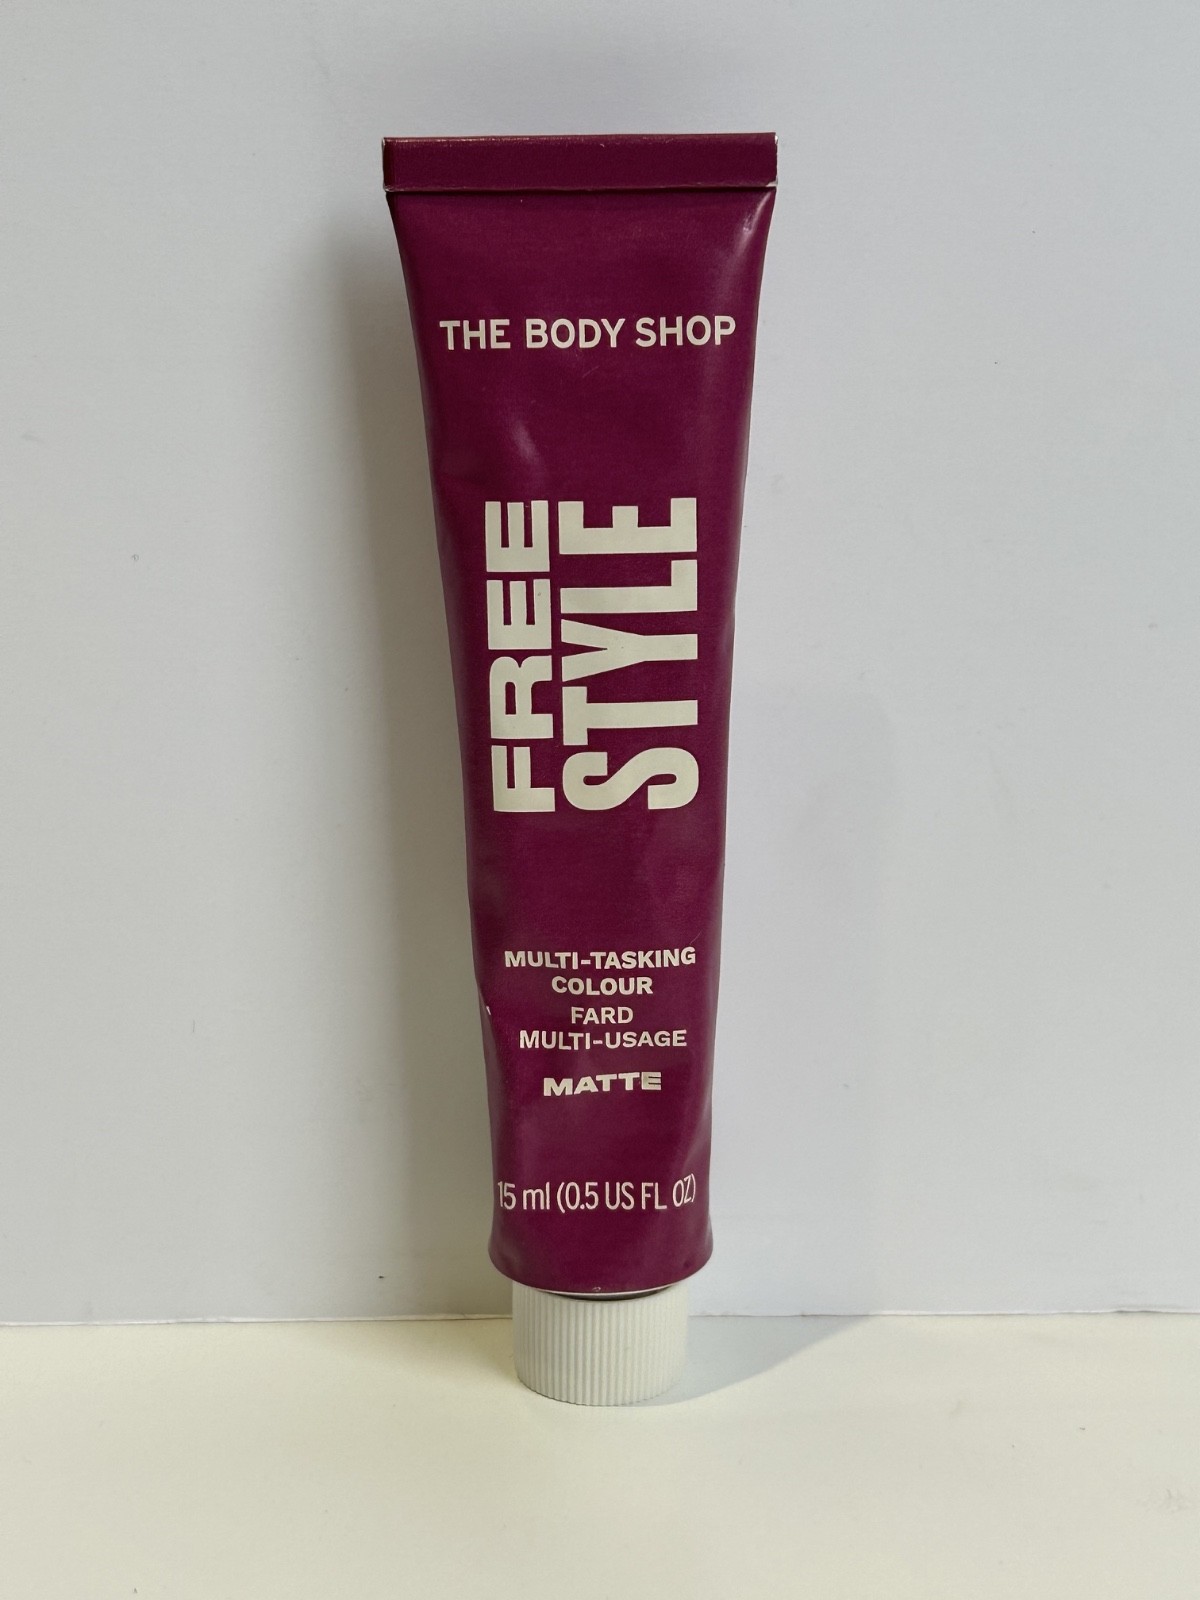 THE BODY SHOP
FREE
STYLE
MULTI-TASKING
COLOUR
FARD
MULTI-USAGE
MATTE
15 ml (0.5 US FL OZ)